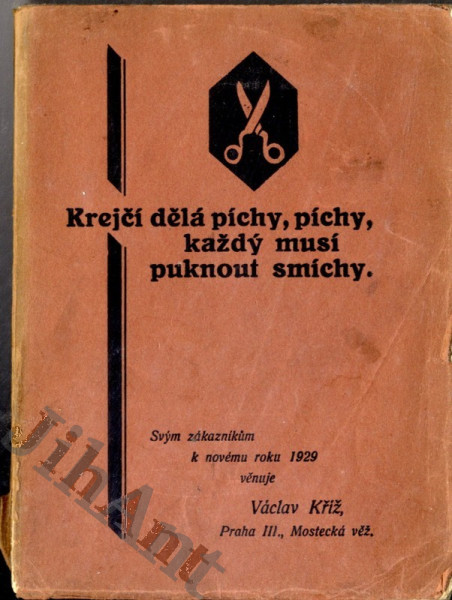 Krejčí dělá píchy, píchy,
každý musí
puknout smíchy.
Svým zákazníkům
k novému roku 1929
věnuje
Václav Kříž,
Praha III., Mostecká věž.
JihAnt